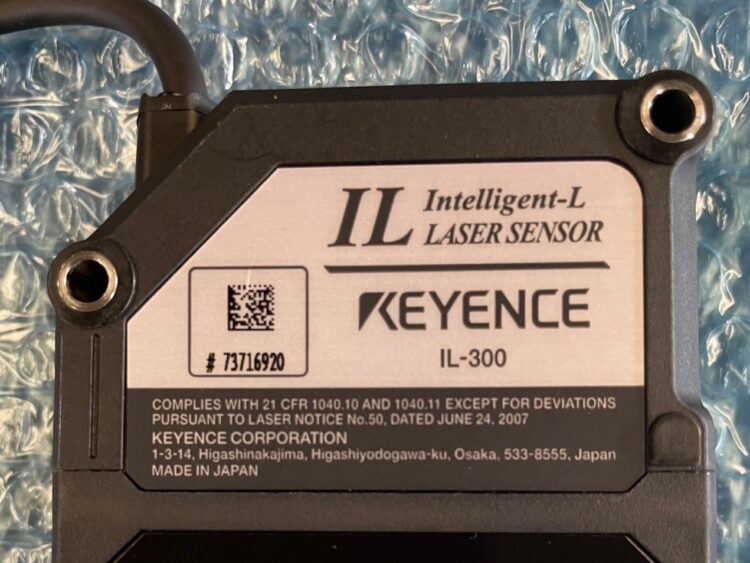 IL Intelligent-L
LASER SENSOR
KEYENCE
IL-300
# 73716920
COMPLIES WITH 21 CFR 1040.10 AND 1040.11 EXCEPT FOR DEVIATIONS
PURSUANT TO LASER NOTICE No.50, DATED JUNE 24, 2007
KEYENCE CORPORATION
1-3-14, Higashinakajima, Higashiyodogawa-ku, Osaka, 533-8555, Japan
MADE IN JAPAN